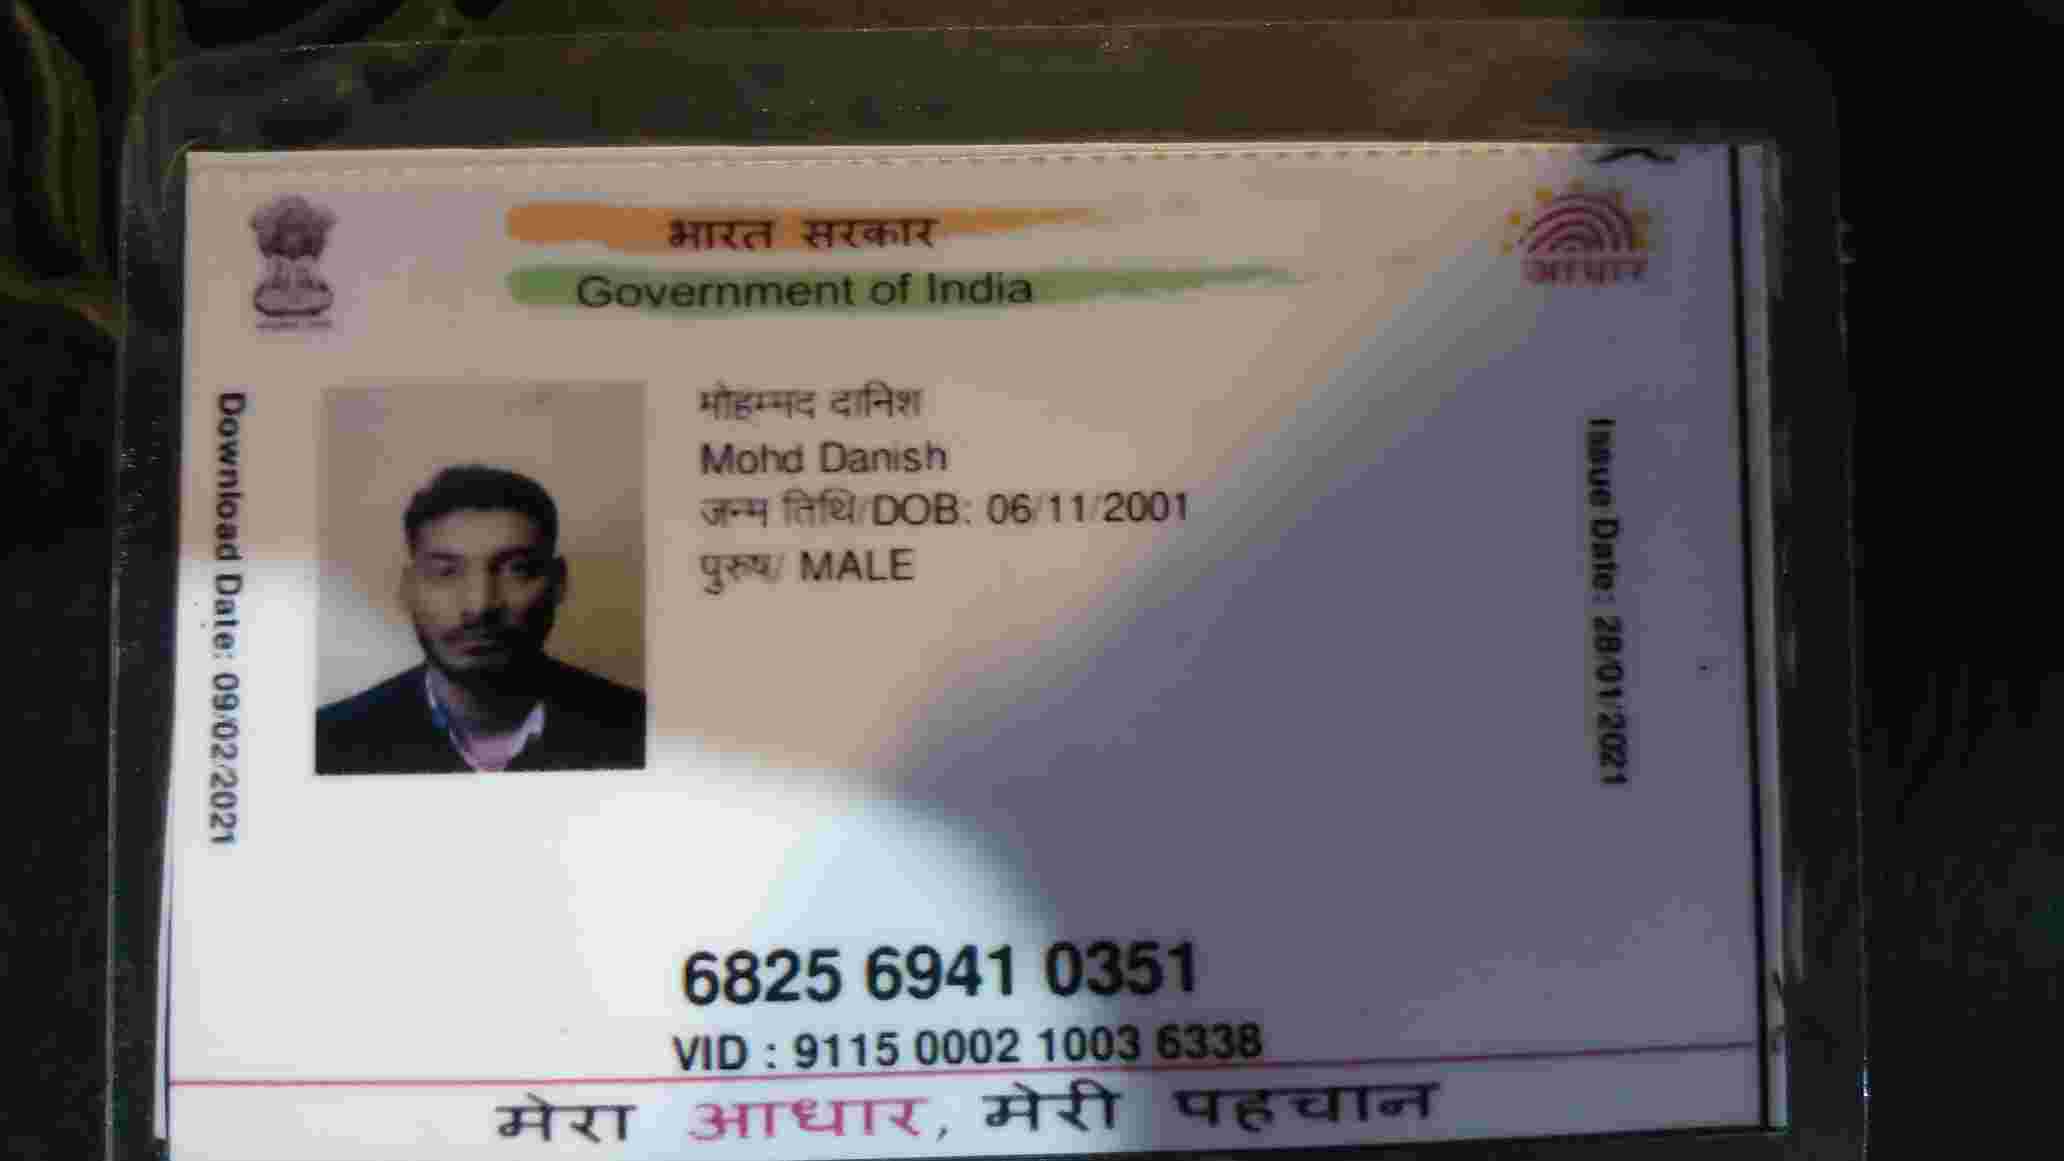 भारत सरकार
Government of India
आधार
Download Date: 09/02/2021
मोहम्मद दानिश
Mohd Danish
जन्म तिथि/DOB: 06/11/2001
पुरुष/ MALE
Issue Date: 28/01/2021
6825 6941 0351
VID : 9115 0002 1003 6338
मेरा आधार, मेरी पहचान